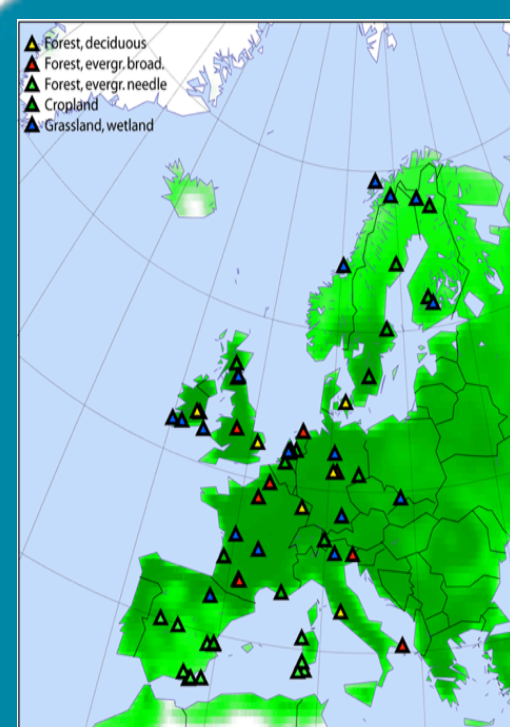 Forest, deciduous
Forest, evergr. broad.
Forest, evergr. needle
Cropland
Grassland, wetland